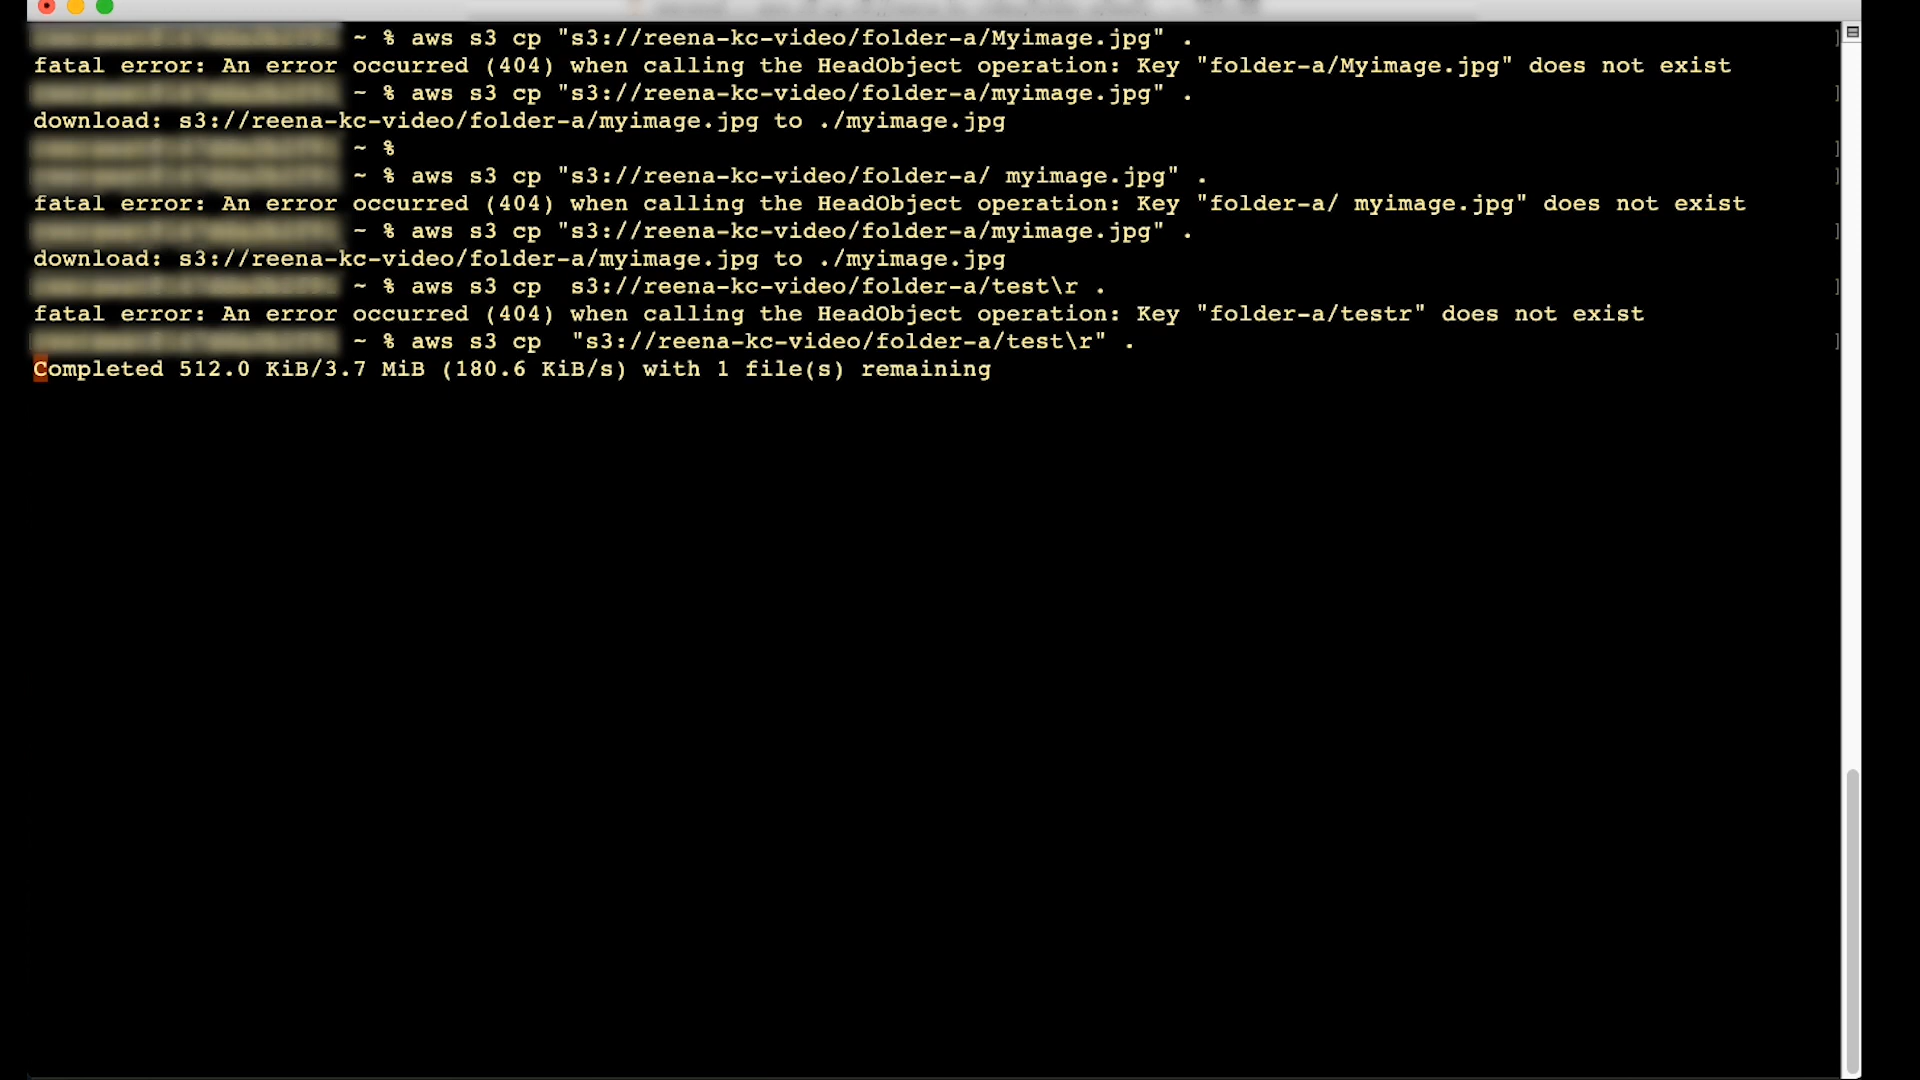 ~ % aws s3 cp "s3://reena-kc-video/folder-a/Myimage.jpg" .
fatal error: An error occurred (404) when calling the HeadObject operation: Key "folder-a/Myimage.jpg" does not exist
~ % aws s3 cp "s3://reena-kc-video/folder-a/myimage.jpg" .
download: s3://reena-kc-video/folder-a/myimage.jpg to ./myimage.jpg
~ %
~ % aws s3 cp "s3://reena-kc-video/folder-a/ myimage.jpg" .
fatal error: An error occurred (404) when calling the HeadObject operation: Key "folder-a/ myimage.jpg" does not exist
~ % aws s3 cp "s3://reena-kc-video/folder-a/myimage.jpg" .
download: s3://reena-kc-video/folder-a/myimage.jpg to ./myimage.jpg
~ % aws s3 cp  s3://reena-kc-video/folder-a/test\r .
fatal error: An error occurred (404) when calling the HeadObject operation: Key "folder-a/testr" does not exist
~ % aws s3 cp  "s3://reena-kc-video/folder-a/test\r" .
Completed 512.0 KiB/3.7 MiB (180.6 KiB/s) with 1 file(s) remaining